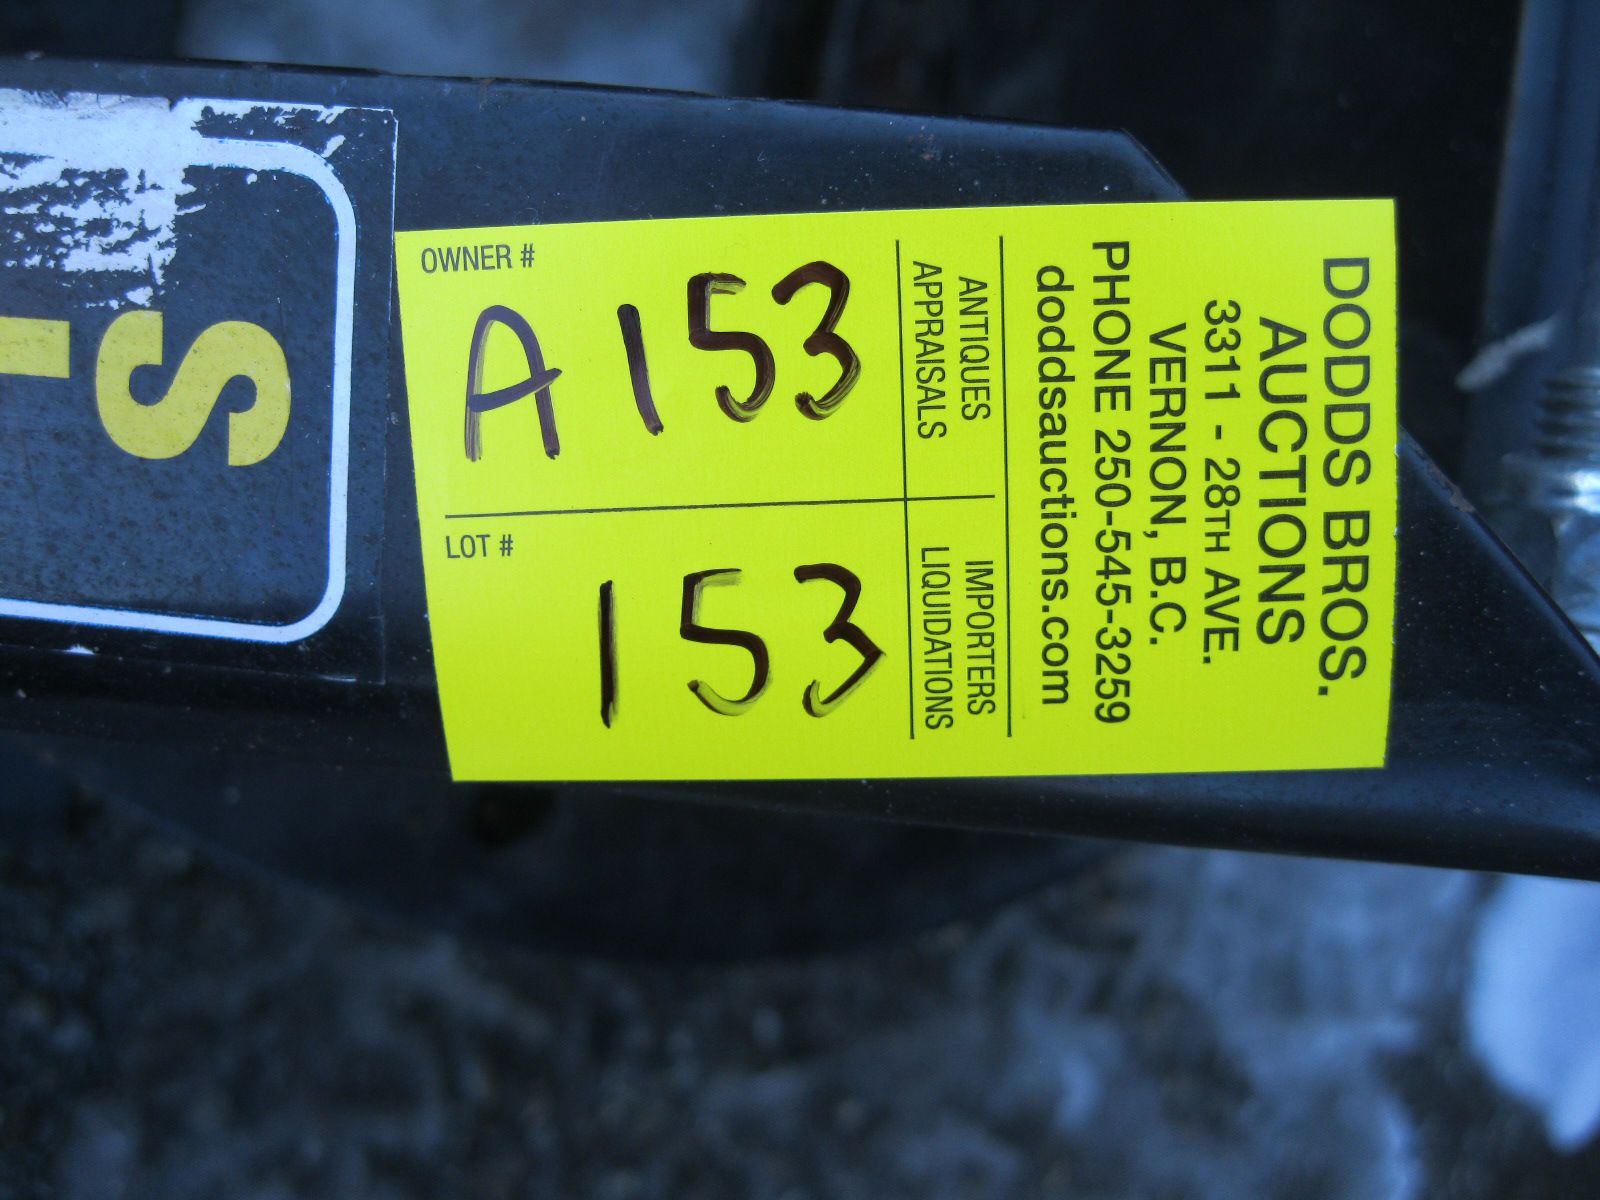 DODDS BROS.
AUCTIONS
3311 - 28TH AVE.
VERNON, B.C.
PHONE 250-545-3259
doddsauctions.com
ANTIQUES
APPRAISALS
IMPORTERS
LIQUIDATIONS
OWNER #
A 153
LOT #
153
S